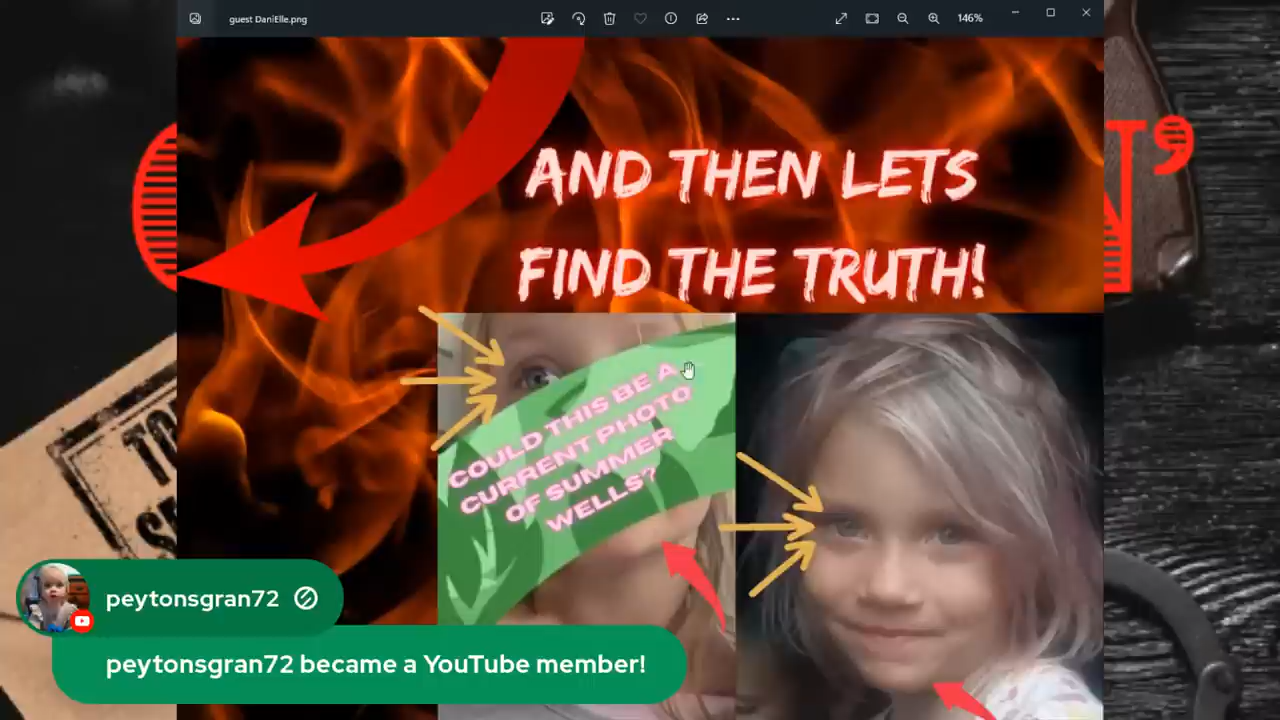 guest DaniElle.png
146%
AND THEN LETS
FIND THE TRUTH!
COULD THIS BE A
CURRENT PHOTO
OF SUMMER
WELLS?
peytonsgran72
peytonsgran72 became a YouTube member!